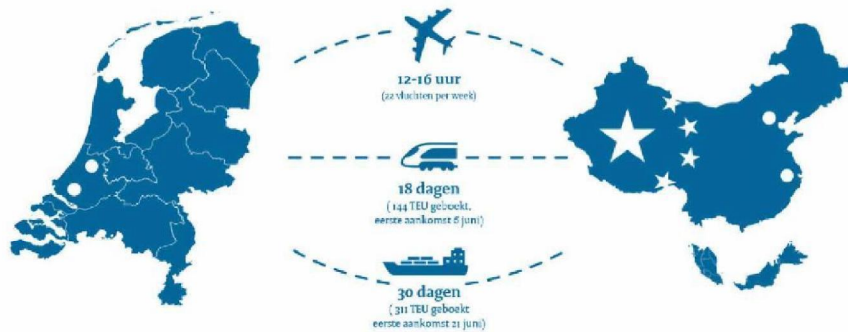 12-16 uur
(22 vluchten per week)
18 dagen
( 144 TEU geboekt,
eerste aankomst 6 juni)
30 dagen
( 311 TEU geboekt
eerste aankomst 21 juni)